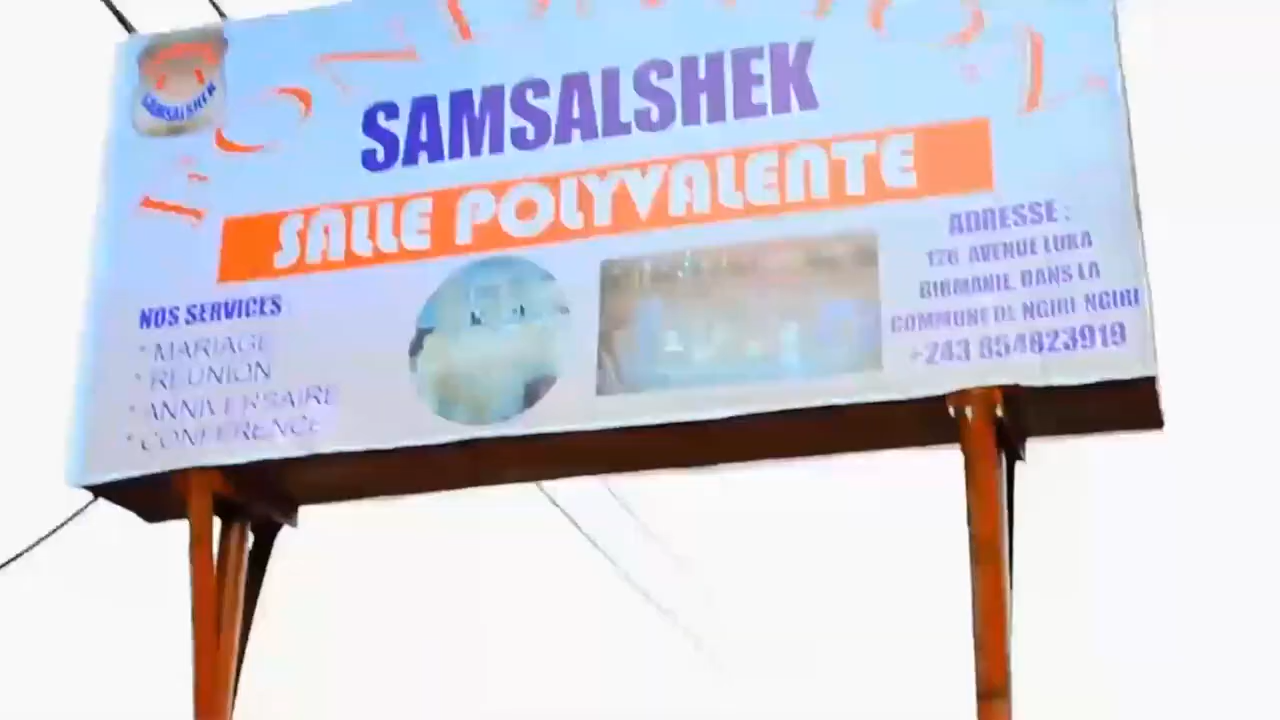 SAMSALSHEK
SAMSALSHEK
SALLE POLYVALENTE
NOS SERVICES :
* MARIAGE
* REUNION
* ANNIVERSAIRE
* CONFERENCE
ADRESSE :
AVENUE LUKA
BIRMANIE, DANS LA
COMMUNE DE NGIRI-NGIRI
+243 854823919